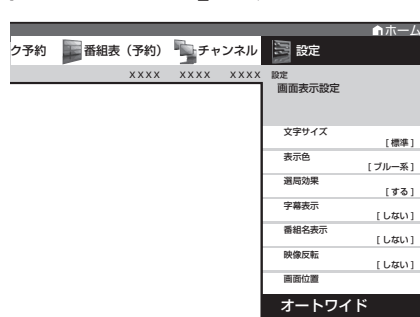 ホーム
ク予約 番組表（予約） チャンネル 設定
XXXX XXXX XXXX 設定
画面表示設定
文字サイズ
[標準]
表示色
[ブルー系]
選局効果
[する]
字幕表示
[しない]
番組名表示
[しない]
映像反転
[しない]
画面位置
オートワイド